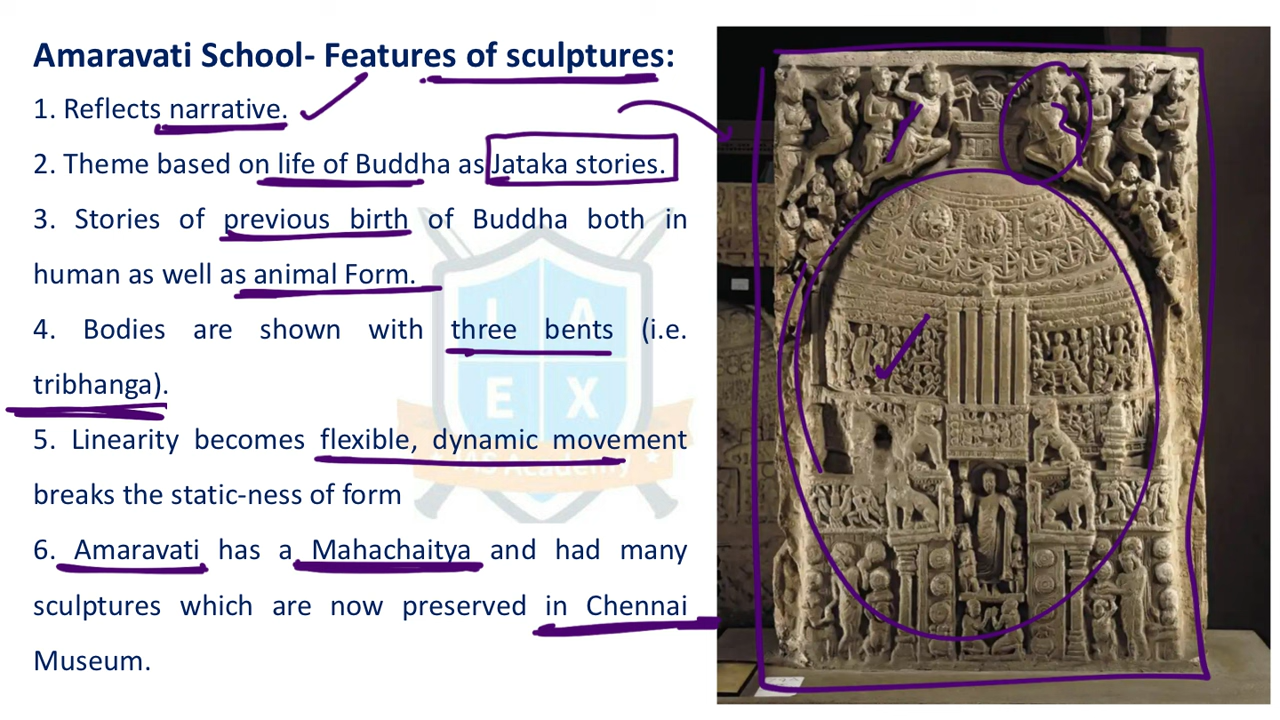 Amaravati School- Features of sculptures:
1. Reflects narrative.
2. Theme based on life of Buddha as Jataka stories.
3. Stories of previous birth of Buddha both in
human as well as animal Form.
4. Bodies are shown with three bents (i.e.
tribhanga).
5. Linearity becomes flexible, dynamic movement
breaks the static-ness of form
6. Amaravati has a Mahachaitya and had many
sculptures which are now preserved in Chennai
Museum.
L A
E X
IAS Academy